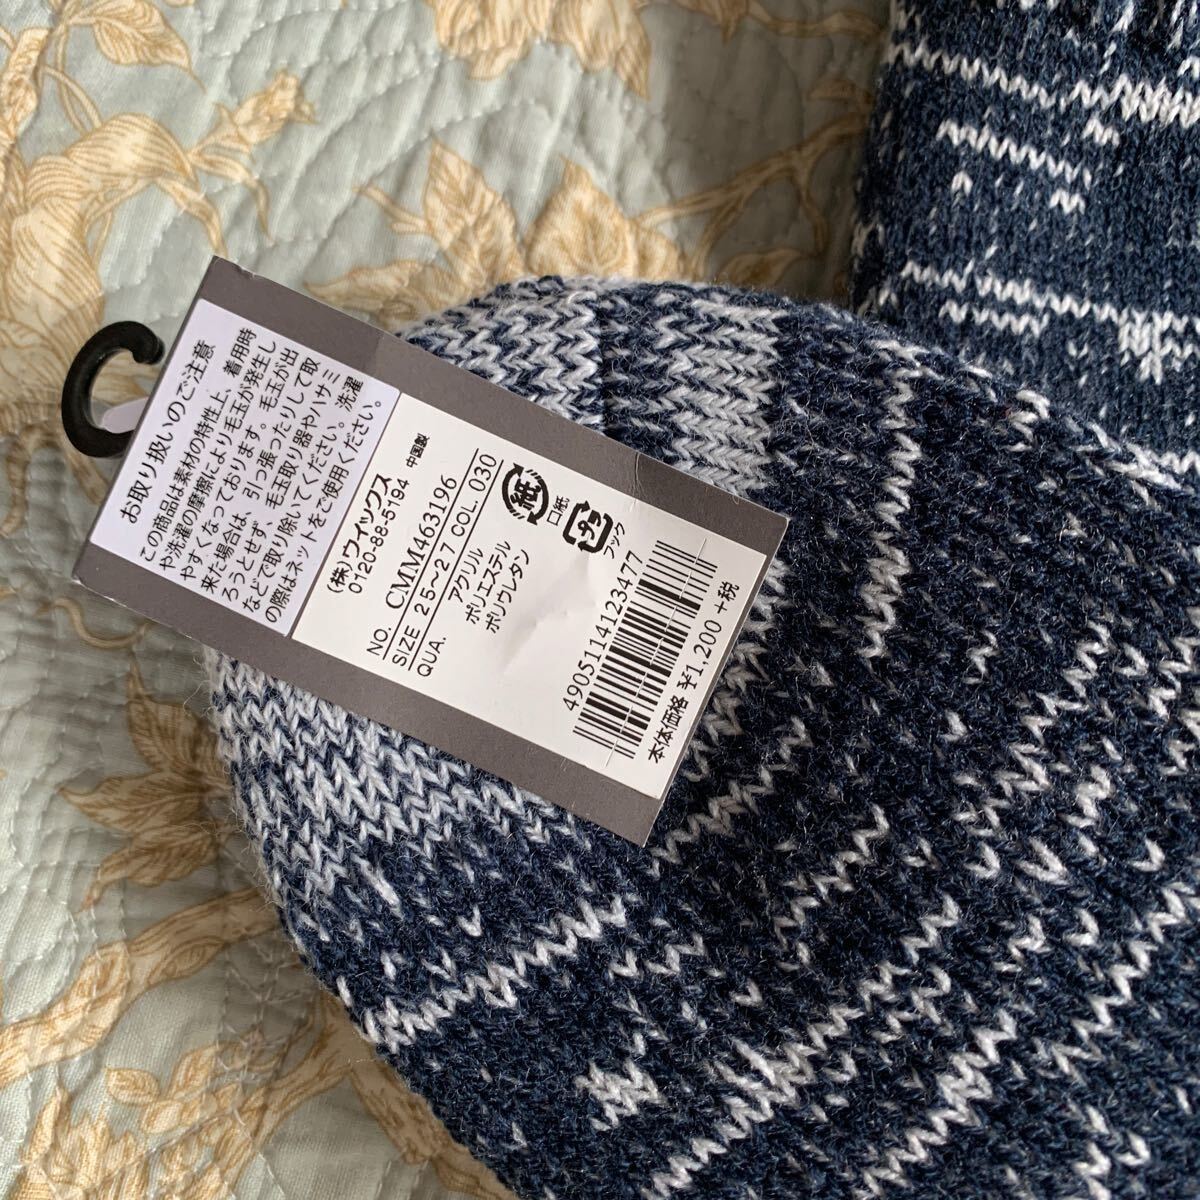 お取り扱いのご注意
この商品は素材の特性上、着用時
や洗濯の摩擦により毛玉が発生し
やすくなっております。毛玉が出
来た場合は、引っ張ったりして取
ろうとせず、毛玉取り器やハサミ
などで取り除いてください。洗濯
の際はネットをご使用ください。
(株)ワイックス
0120-88-5194 中国製
NO. CMM463196
SIZE 25~27 COL.030
QUA. アクリル
ポリエステル
ポリウレタン
紙
口紙
プラ
フック
4905114123477
本体価格 ¥1,200 +税